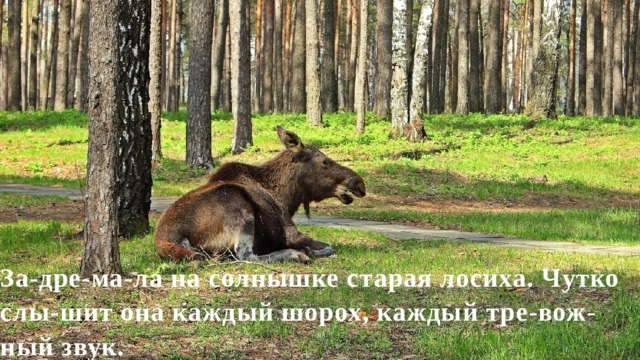 За-дре-ма-ла на солнышке старая лосиха. Чутко
слы-шит она каждый шорох, каждый тре-вож-
ный звук.